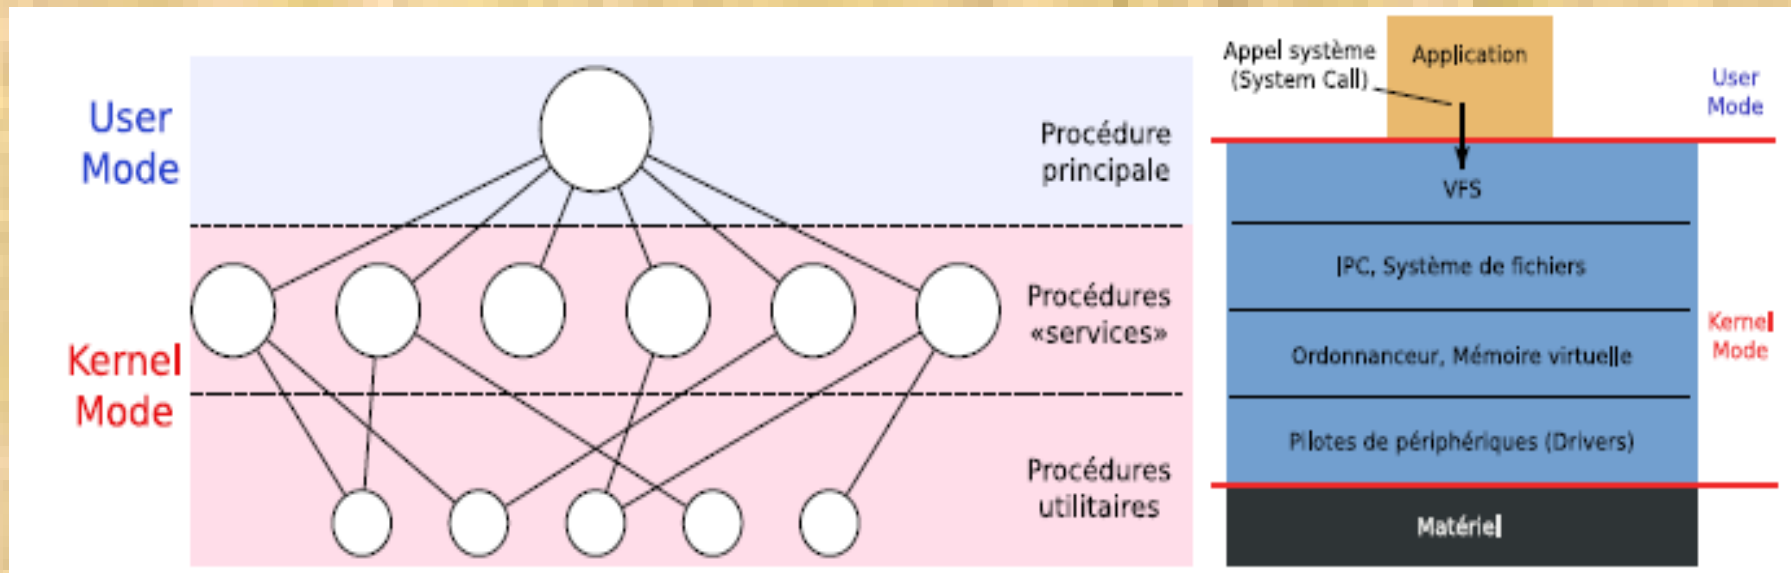 User
Mode
Procédure
principale
Kernel
Mode
Procédures
«services»
Procédures
utilitaires
Appel système
(System Call)
Application
User
Mode
VFS
IPC, Système de fichiers
Ordonnanceur, Mémoire virtuelle
Kernel
Mode
Pilotes de périphériques (Drivers)
Matériel